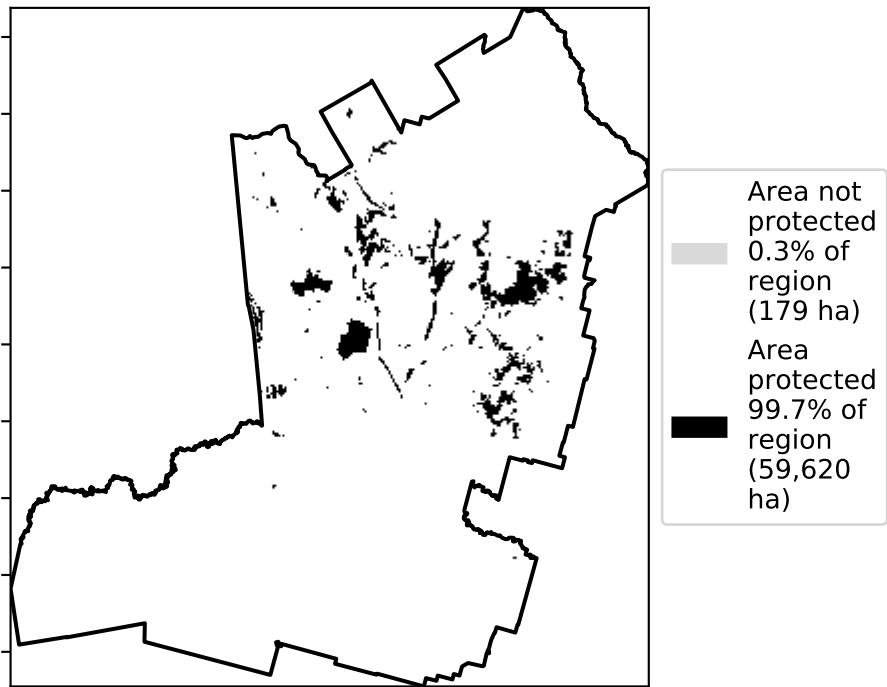 Area not
protected
0.3% of
region
(179 ha)
Area
protected
99.7% of
region
(59,620
ha)